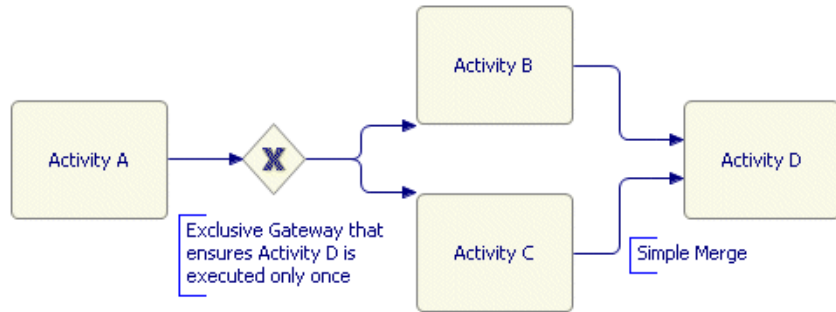 Activity A
X
Activity B
Activity C
Activity D
Exclusive Gateway that
ensures Activity D is
executed only once
Simple Merge